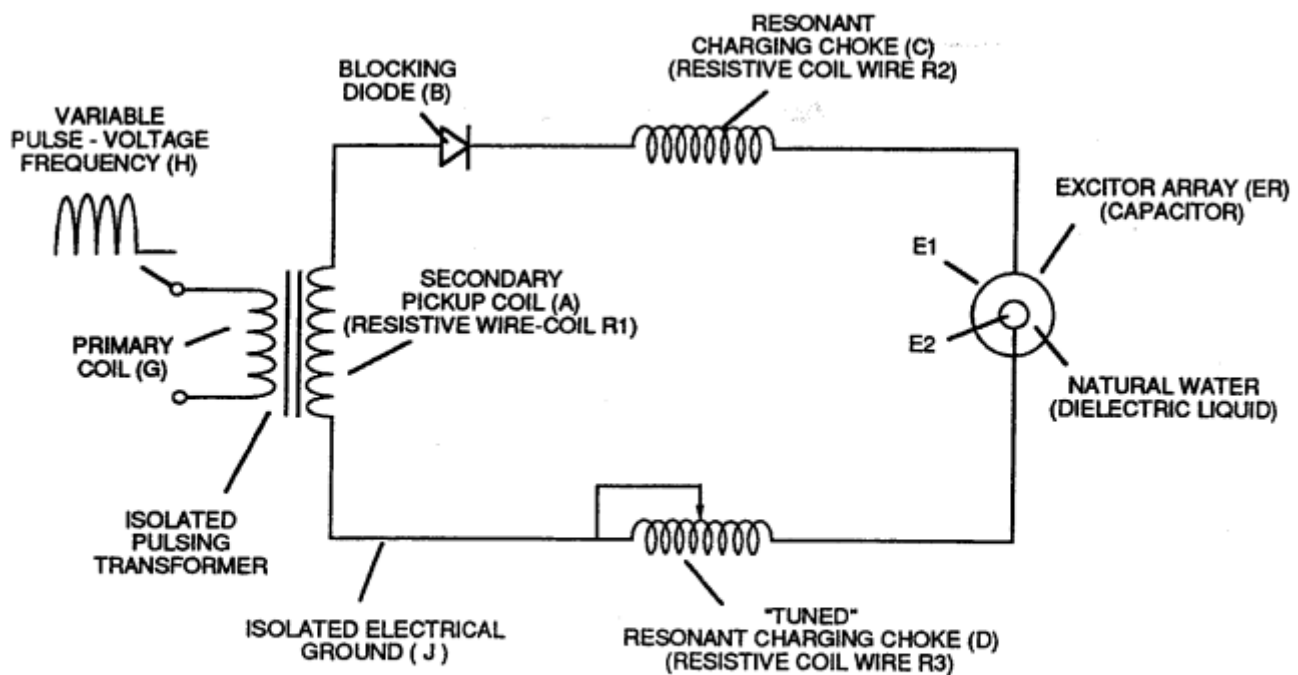 RESONANT
CHARGING CHOKE (C)
(RESISTIVE COIL WIRE R2)
BLOCKING
DIODE (B)
VARIABLE
PULSE - VOLTAGE
FREQUENCY (H)
EXCITOR ARRAY (ER)
(CAPACITOR)
E1
SECONDARY
PICKUP COIL (A)
(RESISTIVE WIRE-COIL R1)
E2
PRIMARY
COIL (G)
NATURAL WATER
(DIELECTRIC LIQUID)
ISOLATED
PULSING
TRANSFORMER
"TUNED"
RESONANT CHARGING CHOKE (D)
(RESISTIVE COIL WIRE R3)
ISOLATED ELECTRICAL
GROUND ( J )